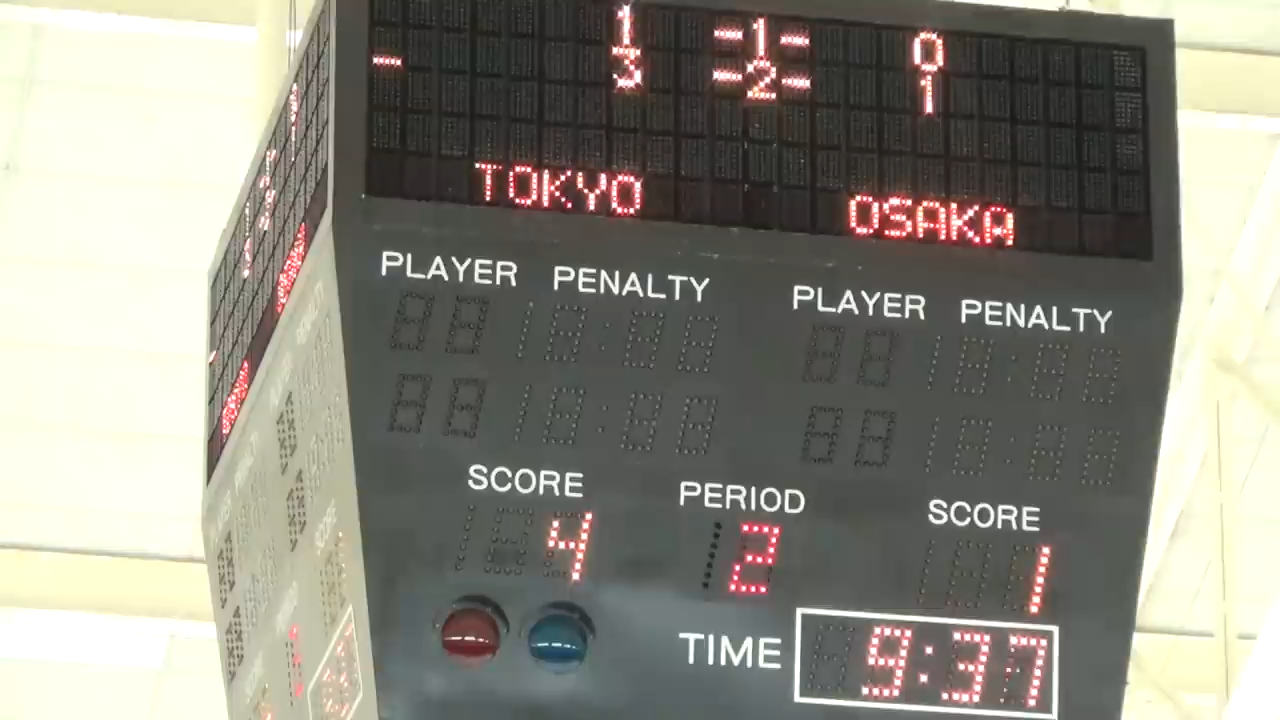 1 -1- 0
- 3 -2- 1
TOKYO OSAKA
PLAYER PENALTY PLAYER PENALTY
SCORE PERIOD SCORE
4 2 1
TIME 9:37